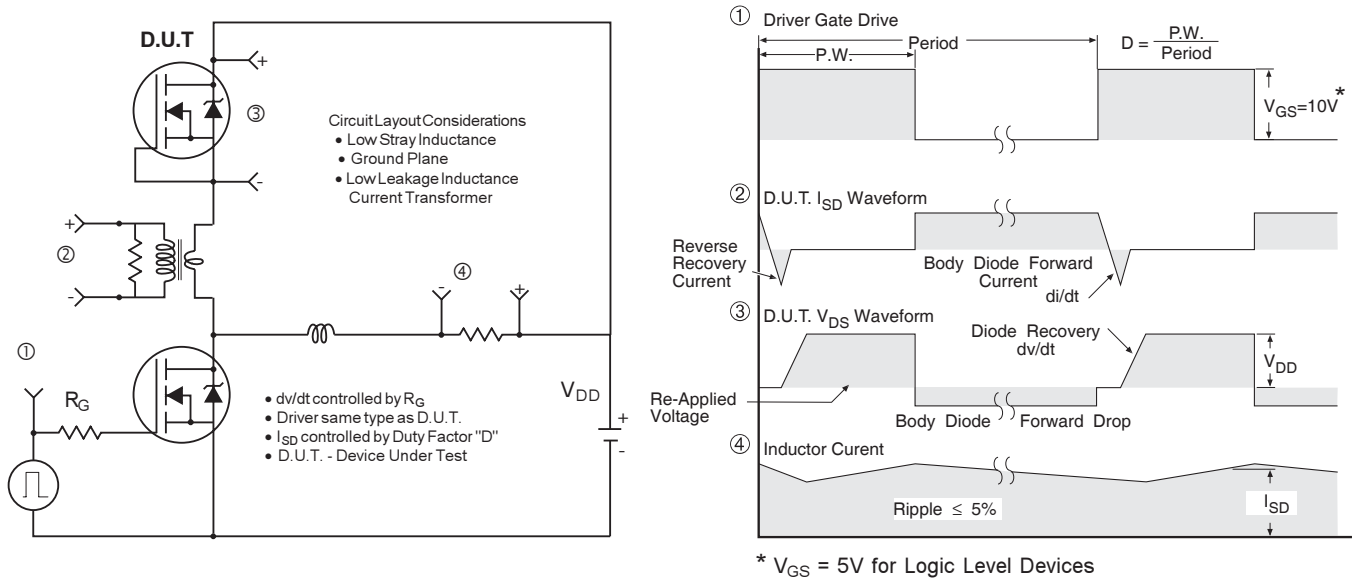 D.U.T
+
③
-
Circuit Layout Considerations
• Low Stray Inductance
• Ground Plane
• Low Leakage Inductance
Current Transformer
+
②
-
④
-
+
①
R_G
V_DD
+
-
• dv/dt controlled by R_G
• Driver same type as D.U.T.
• I_SD controlled by Duty Factor "D"
• D.U.T. - Device Under Test
① Driver Gate Drive
Period
P.W.
D = P.W. / Period
V_GS=10V *
② D.U.T. I_SD Waveform
Reverse
Recovery
Current
Body Diode Forward
Current
di/dt
③ D.U.T. V_DS Waveform
Diode Recovery
dv/dt
V_DD
Re-Applied
Voltage
Body Diode Forward Drop
④ Inductor Curent
Ripple ≤ 5%
I_SD
* V_GS = 5V for Logic Level Devices